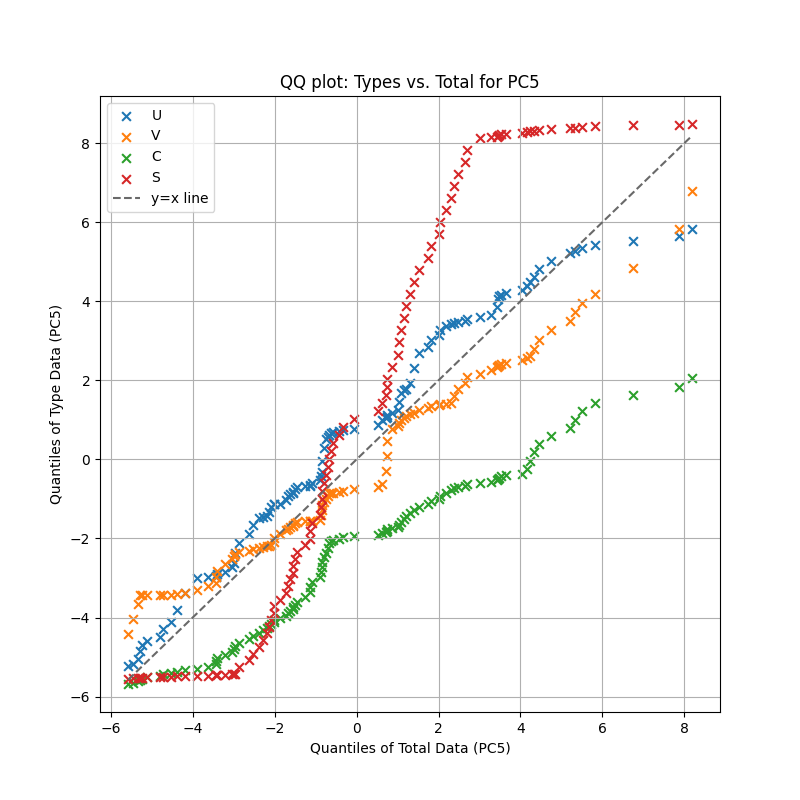 QQ plot: Types vs. Total for PC5
U
V
C
S
y=x line
Quantiles of Type Data (PC5)
8
6
4
2
0
−2
−4
−6
−6 −4 −2 0 2 4 6 8
Quantiles of Total Data (PC5)